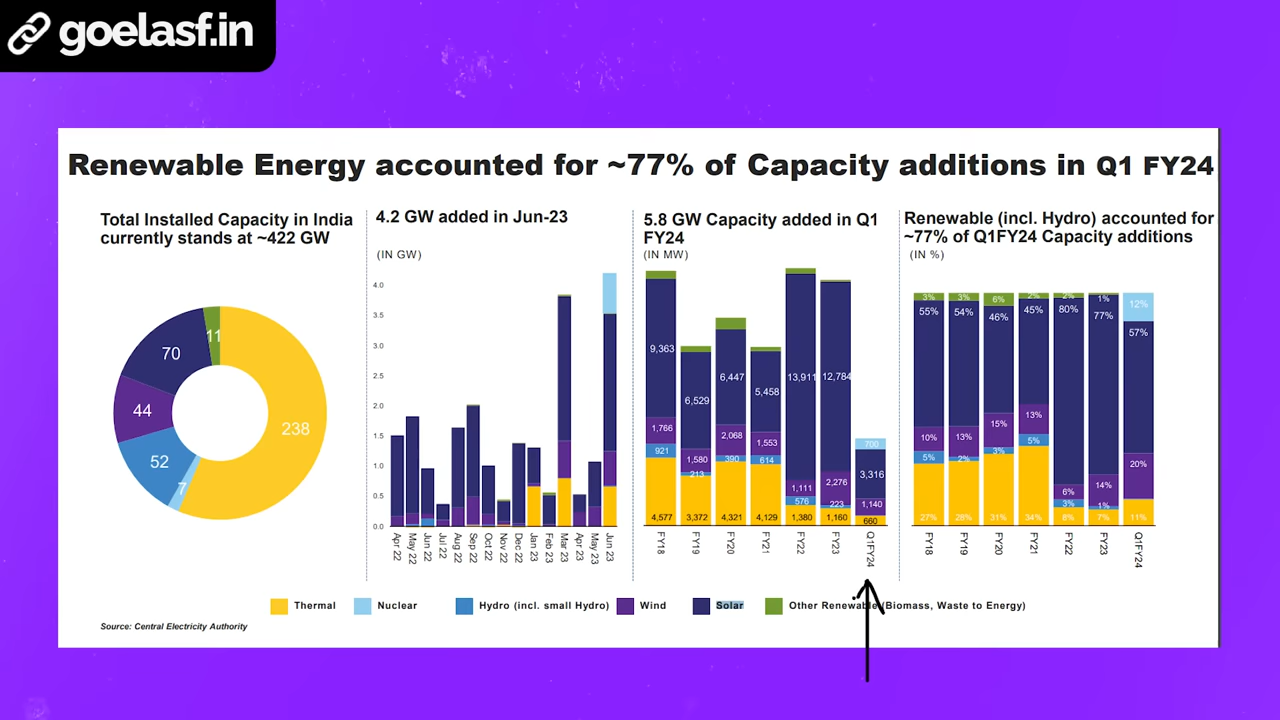 goelasf.in
Renewable Energy accounted for ~77% of Capacity additions in Q1 FY24
Total Installed Capacity in India
currently stands at ~422 GW
11
70
44
52
7
238
4.2 GW added in Jun-23
(IN GW)
4.0
3.5
3.0
2.5
2.0
1.5
1.0
0.5
0.0
Apr 22
May 22
Jun 22
Jul 22
Aug 22
Sep 22
Oct 22
Nov 22
Dec 22
Jan 23
Feb 23
Mar 23
Apr 23
May 23
Jun 23
5.8 GW Capacity added in Q1
FY24
(IN MW)
9,363
1,766
921
4,577
6,529
1,580
213
3,372
6,447
2,068
390
4,321
5,458
1,553
614
4,129
13,911
1,111
576
1,380
12,784
2,276
223
1,160
700
3,316
1,140
660
FY18
FY19
FY20
FY21
FY22
FY23
Q1FY24
Renewable (incl. Hydro) accounted for
~77% of Q1FY24 Capacity additions
(IN %)
3%
55%
10%
5%
27%
3%
54%
13%
2%
28%
6%
46%
15%
3%
31%
2%
45%
13%
5%
34%
2%
80%
6%
3%
8%
1%
77%
14%
1%
7%
12%
57%
20%
11%
FY18
FY19
FY20
FY21
FY22
FY23
Q1FY24
Thermal
Nuclear
Hydro (incl. small Hydro)
Wind
Solar
Other Renewable (Biomass, Waste to Energy)
Source: Central Electricity Authority